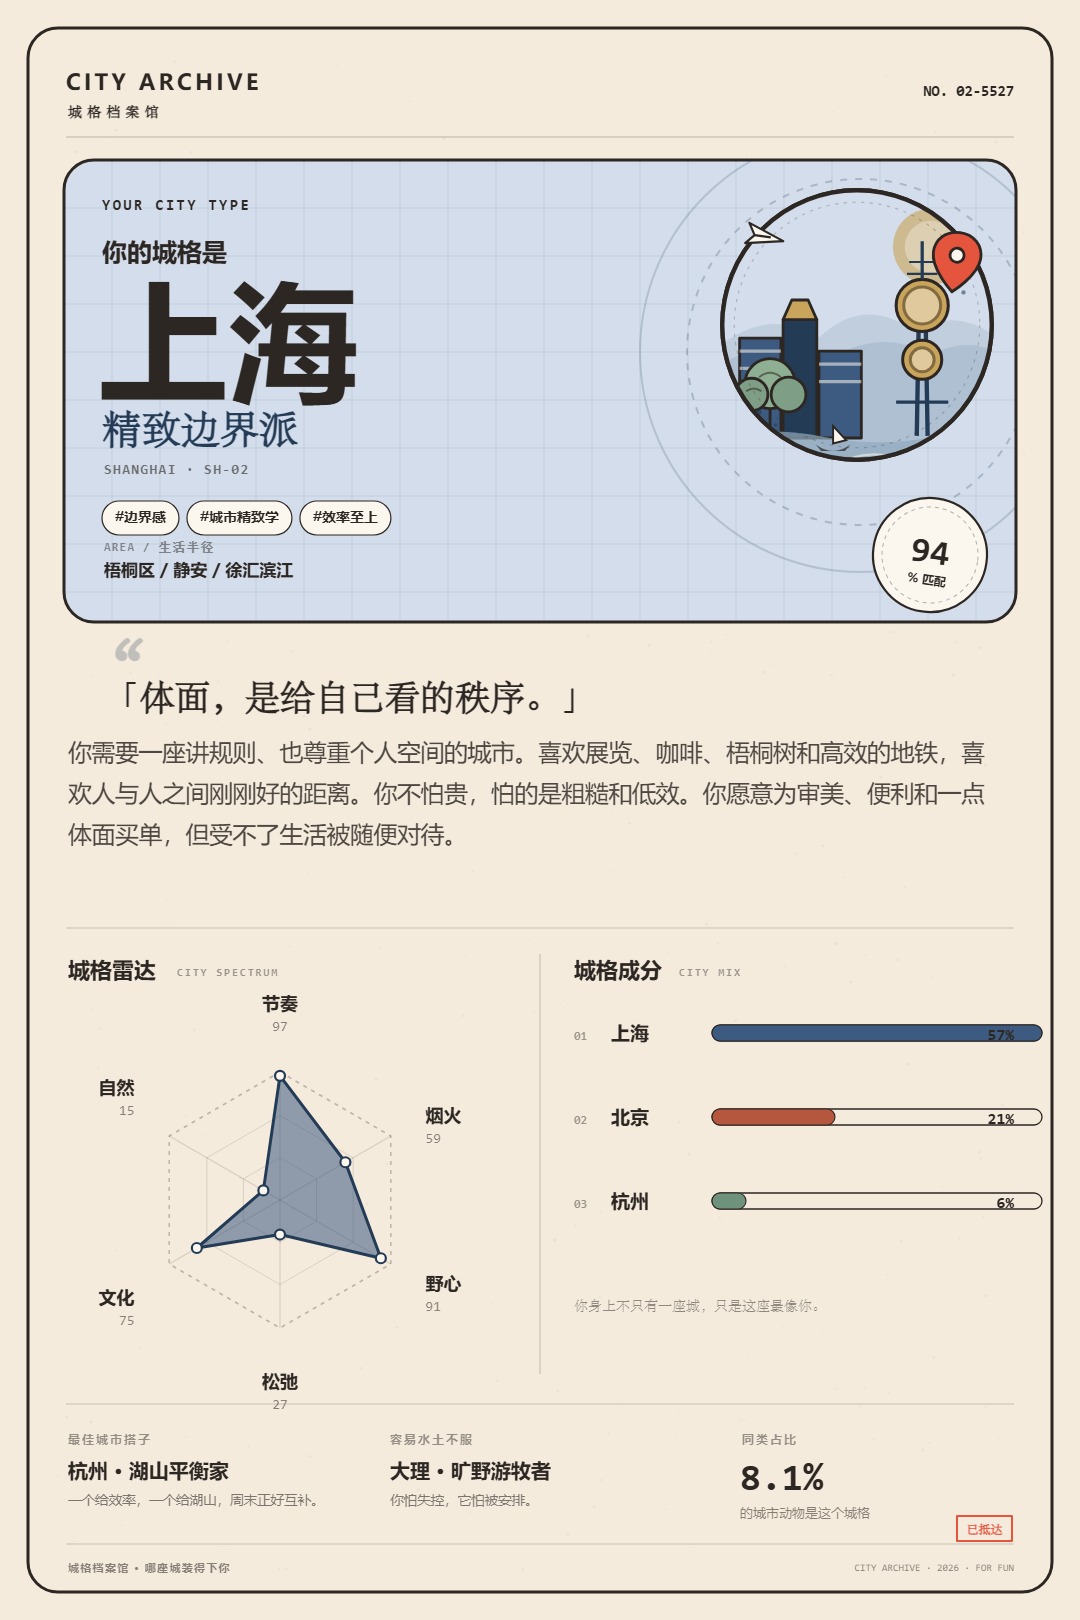 CITY ARCHIVE
城格档案馆
NO. 02-5527
YOUR CITY TYPE
你的城格是
上海
精致边界派
SHANGHAI · SH-02
#边界感
#城市精致学
#效率至上
AREA / 生活半径
梧桐区 / 静安 / 徐汇滨江
94
% 匹配
“
「体面，是给自己看的秩序。」
你需要一座讲规则、也尊重个人空间的城市。喜欢展览、咖啡、梧桐树和高效的地铁，喜
欢人与人之间刚刚好的距离。你不怕贵，怕的是粗糙和低效。你愿意为审美、便利和一点
体面买单，但受不了生活被随便对待。
城格雷达 CITY SPECTRUM
节奏
97
自然
15
烟火
59
野心
91
文化
75
松弛
27
城格成分 CITY MIX
01 上海 57%
02 北京 21%
03 杭州 6%
你身上不只有一座城，只是这座最像你。
最佳城市搭子
杭州·湖山平衡家
一个给效率，一个给湖山，周末正好互补。
容易水土不服
大理·旷野游牧者
你怕失控，它怕被安排。
同类占比
8.1%
的城市动物是这个城格
已抵达
城格档案馆·哪座城装得下你
CITY ARCHIVE · 2026 · FOR FUN